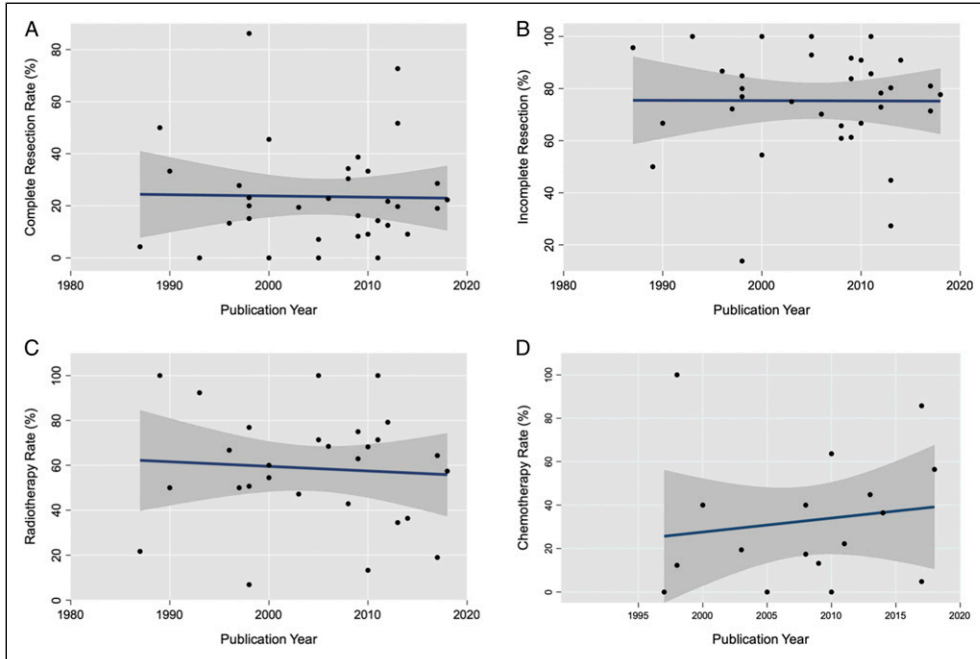 A
Complete Resection Rate (%)
80
60
40
20
0
1980 1990 2000 2010 2020
Publication Year
B
Incomplete Resection (%)
100
80
60
40
20
1980 1990 2000 2010 2020
Publication Year
C
Radiotherapy Rate (%)
100
80
60
40
20
0
1980 1990 2000 2010 2020
Publication Year
D
Chemotherapy Rate (%)
100
80
60
40
20
0
1995 2000 2005 2010 2015 2020
Publication Year